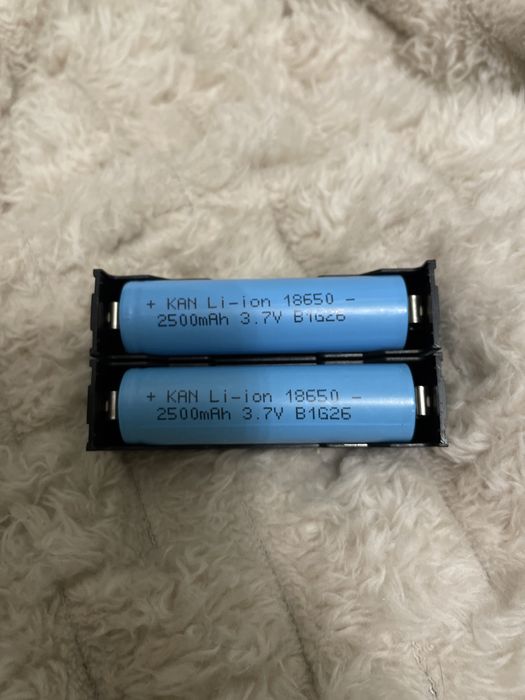 + KAN Li-ion 18650 -
2500mAh 3.7V B1G26
+ KAN Li-ion 18650 -
2500mAh 3.7V B1G26